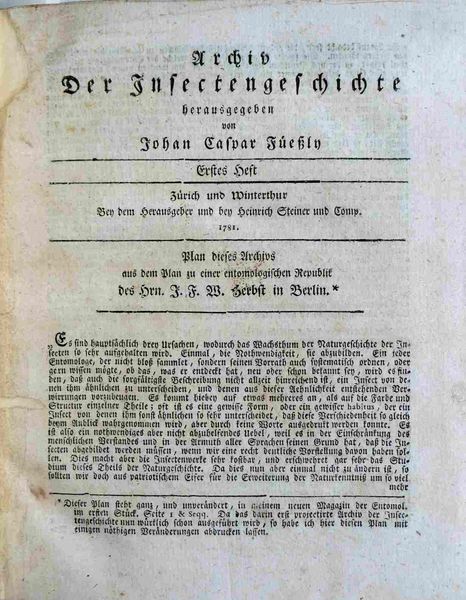 Archiv
Der Insectengeschichte
herausgegeben
von
Johan Caspar Füeßly
Erstes Heft
Zürich und Winterthur
Bey dem Herausgeber und bey Heinrich Steiner und Comp.
1781.
Plan dieses Archivs
aus dem Plan zu einer entomologischen Republik
des Hrn. J. F. W. Herbst in Berlin.*
„Es sind hauptsächlich drey Ursachen, wodurch das Wachsthum der Naturgeschichte der In-
secten so sehr aufgehalten wird. Einmal, die Nothwendigkeit, sie abzubilden. Ein jeder
Entomologe, der nicht bloß sammlet, sondern seinen Vorrath auch systematisch ordnen, oder
gern wissen möchte, ob das, was er entdeckt hat, neu oder schon bekannt sey, wird es fin-
den, daß auch die sorgfältigste Beschreibung nicht allzeit hinreichend ist, ein Insect von de-
nen ihm ähnlichen zu unterscheiden, und denen aus dieser Aehnlichkeit entstehenden Ver-
wirrungen vorzubeugen. Es kommt hiebey auf etwas mehreres an, als auf die Farbe und
Structur einzelner Theile; oft ist es eine gewisse Form, oder ein gewisser habitus, der ein
Insect von denen ihm sonst ähnlichen so sehr unterscheidet, daß diese Verschiedenheit so gleich
beym Anblick wahrgenommen wird, aber durch keine Worte ausgedruckt werden konnte. Es
ist also ein nothwendiges aber nicht abzuhelfendes Uebel, weil es in der Einschränkung des
menschlichen Verstandes und in der Armuth aller Sprachen seinen Grund hat, daß die In-
secten abgebildet werden müssen, wenn wir eine recht deutliche Vorstellung davon haben sol-
len. Dies macht aber die Insectenwerke sehr kostbar, und erschwehret gar sehr das Stu-
dium dieses Theils der Naturgeschichte. Da dies nun aber einmal nicht zu ändern ist, so
sollten wir doch aus patriotischem Eifer für die Erweiterung der Naturkenntniß um so viel
mehr
* Dieser Plan steht ganz, und unverändert, in meinem neuen Magazin der Entomol.
im ersten Stück. Seite 1 & seqq. Da das darin erst projectirte Archiv der Insec-
tengeschichte nun würklich schon ausgeführt wird, so habe ich hier diesen Plan mit
einigen nöthigen Veränderungen abdrucken lassen.